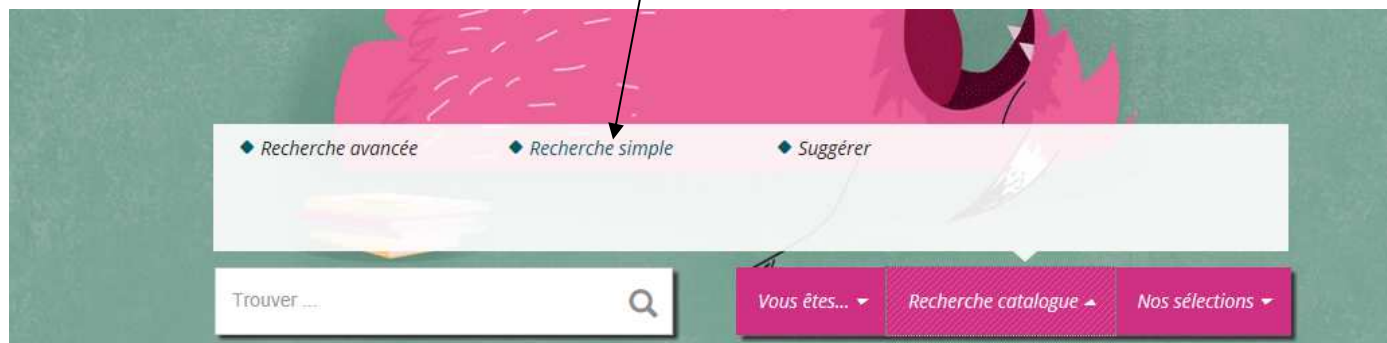 Recherche avancée Recherche simple Suggérer
Trouver ... Vous êtes... Recherche catalogue Nos sélections